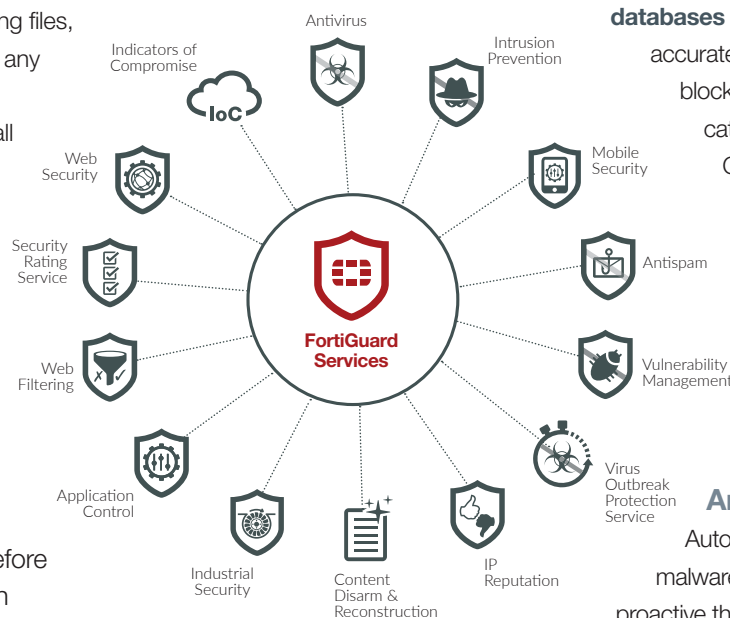 ng files,
any
all
efore
n
databases
accurate
block
cat
Antivirus
Intrusion
Prevention
Mobile
Security
Antispam
Vulnerability
Management
Virus
Outbreak
Protection
Service
IP
Reputation
Content
Disarm &
Reconstruction
Industrial
Security
Application
Control
Web
Filtering
Security
Rating
Service
Web
Security
Indicators of
Compromise
IoC
FortiGuard
Services
Auto
malware
proactive th